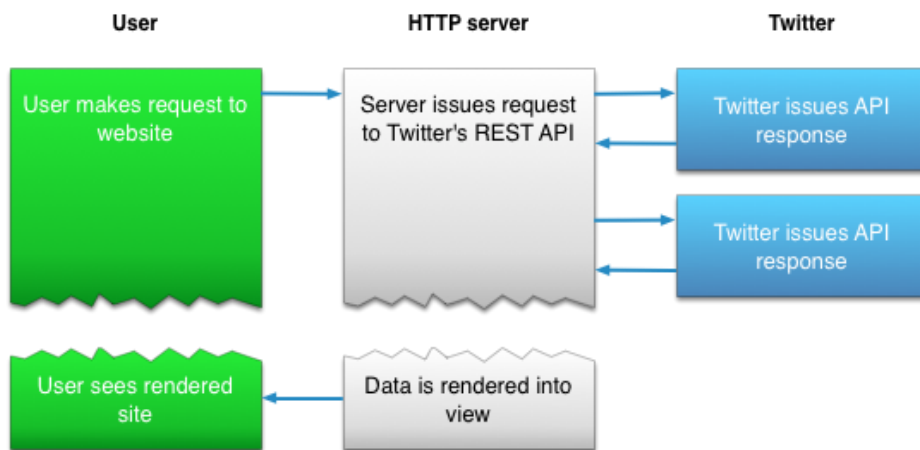 User
HTTP server
Twitter
User makes request to
website
Server issues request
to Twitter's REST API
Twitter issues API
response
Twitter issues API
response
User sees rendered
site
Data is rendered into
view